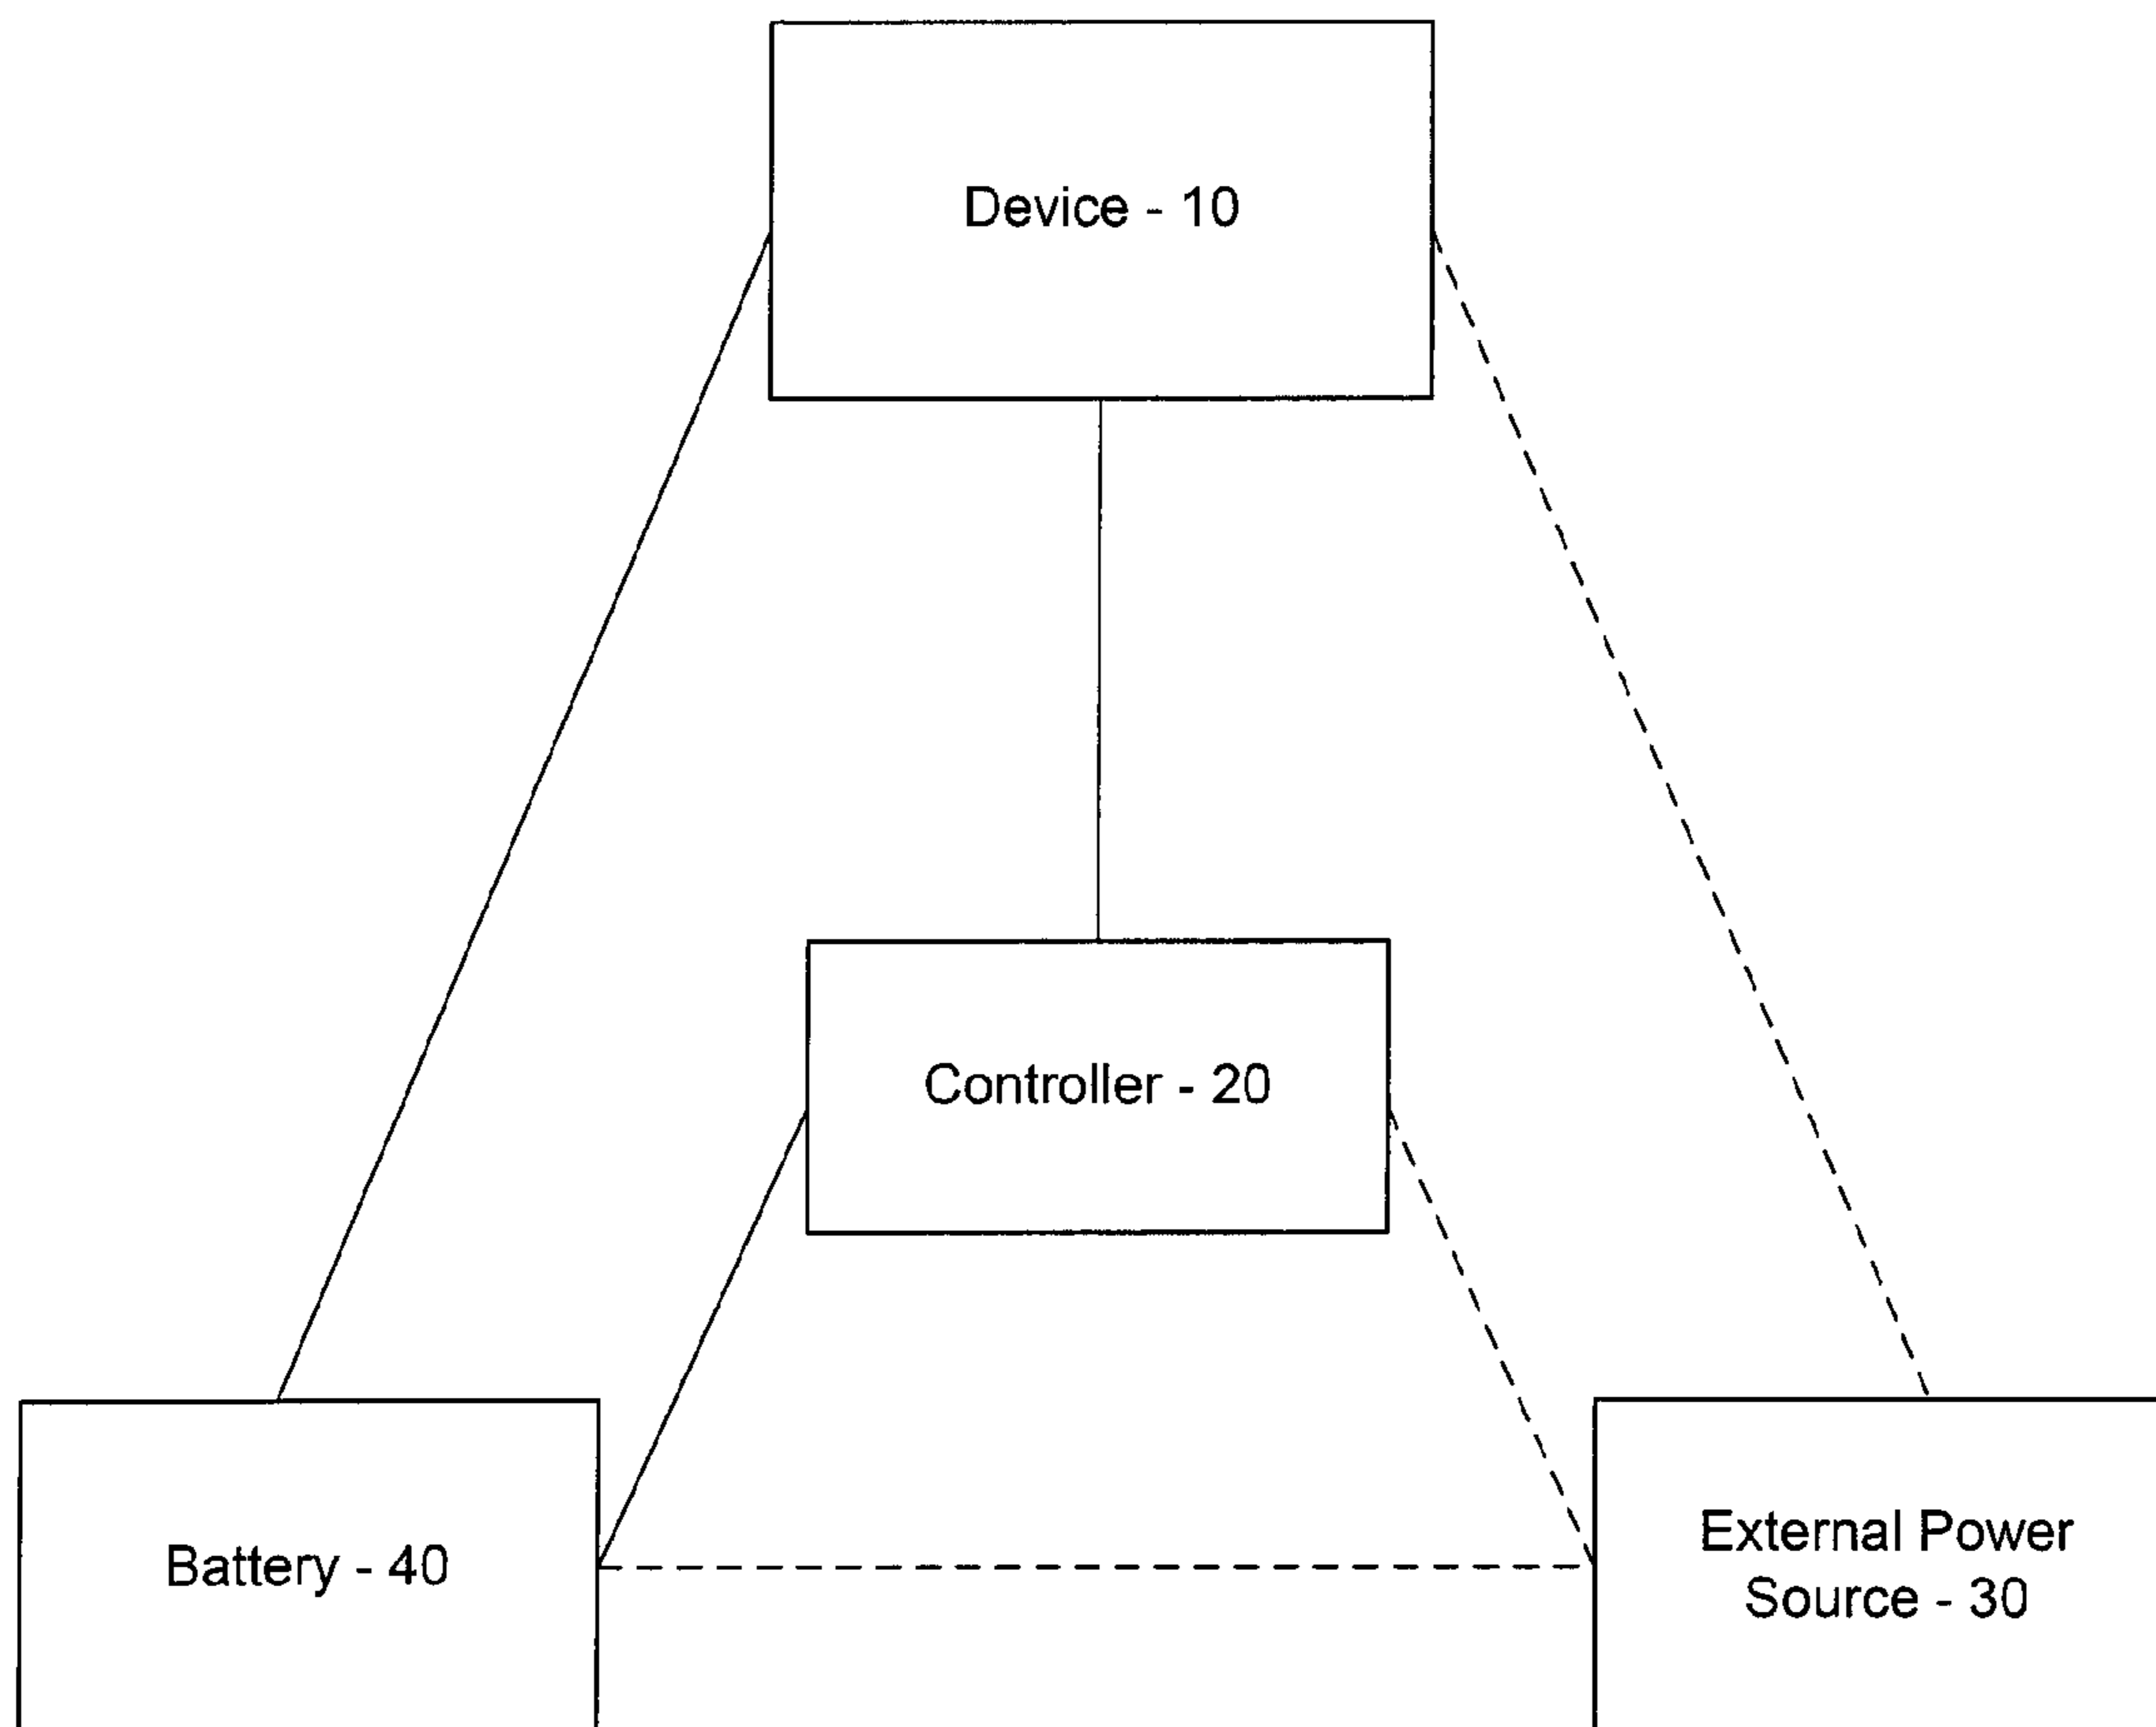 Device - 10
Controller - 20
Battery - 40
External Power
Source - 30